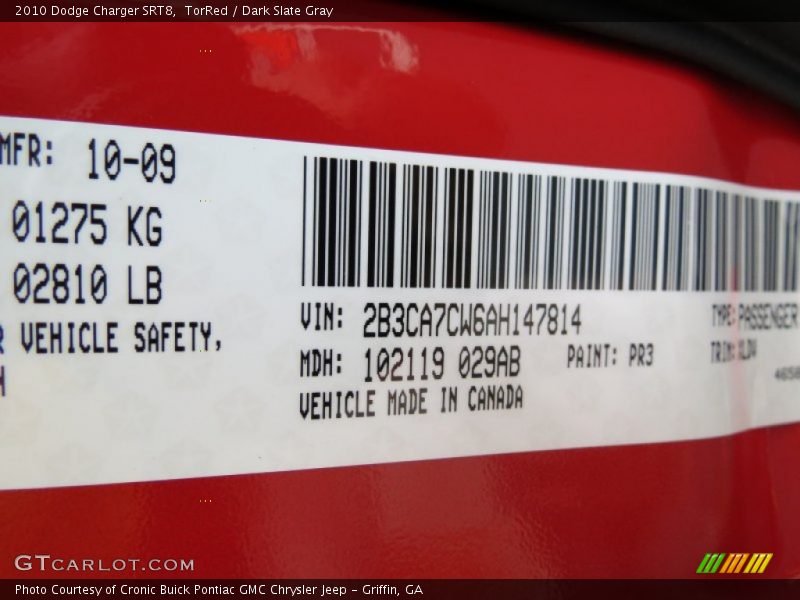 2010 Dodge Charger SRT8, TorRed / Dark Slate Gray
MFR: 10-09
01275 KG
02810 LB
VEHICLE SAFETY,
VIN: 2B3CA7CW6AH147814
TYPE: PASSENGER
MDH: 102119 029AB
PAINT: PR3
TRIM:
VEHICLE MADE IN CANADA
GTCARLOT.COM
Photo Courtesy of Cronic Buick Pontiac GMC Chrysler Jeep - Griffin, GA